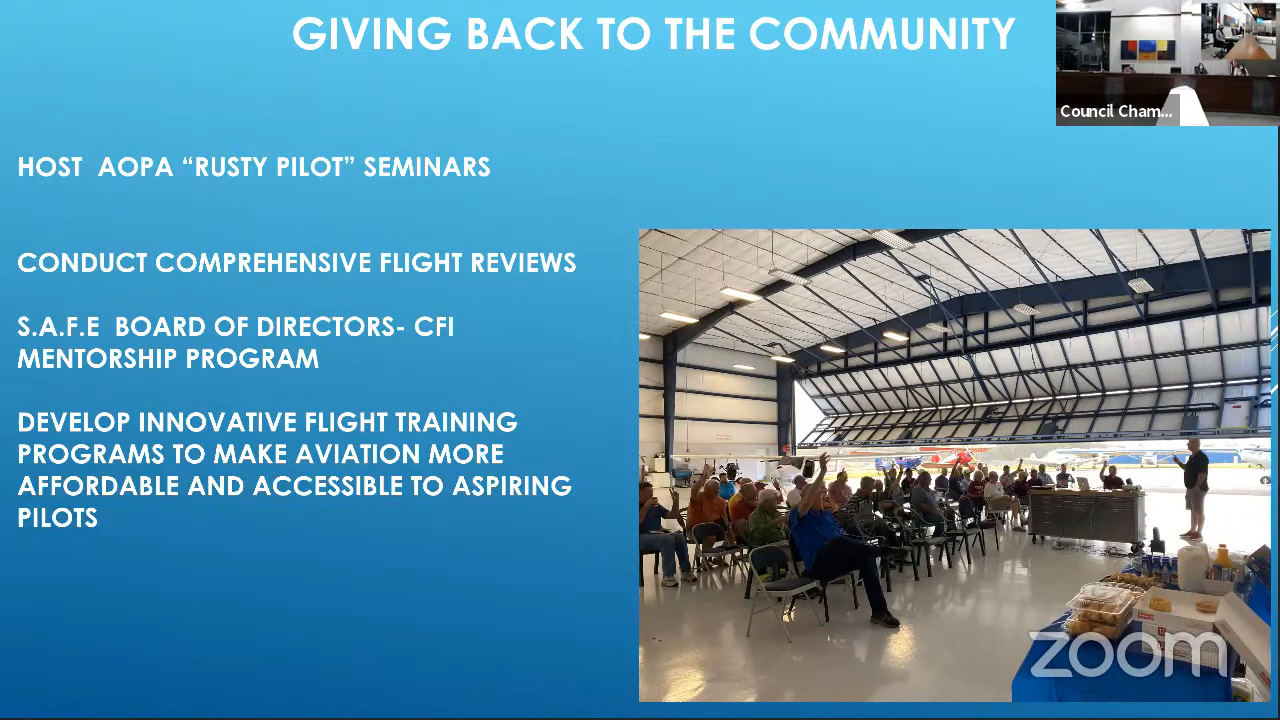 GIVING BACK TO THE COMMUNITY
Council Cham...
HOST AOPA “RUSTY PILOT” SEMINARS
CONDUCT COMPREHENSIVE FLIGHT REVIEWS
S.A.F.E BOARD OF DIRECTORS- CFI
MENTORSHIP PROGRAM
DEVELOP INNOVATIVE FLIGHT TRAINING
PROGRAMS TO MAKE AVIATION MORE
AFFORDABLE AND ACCESSIBLE TO ASPIRING
PILOTS
zoom